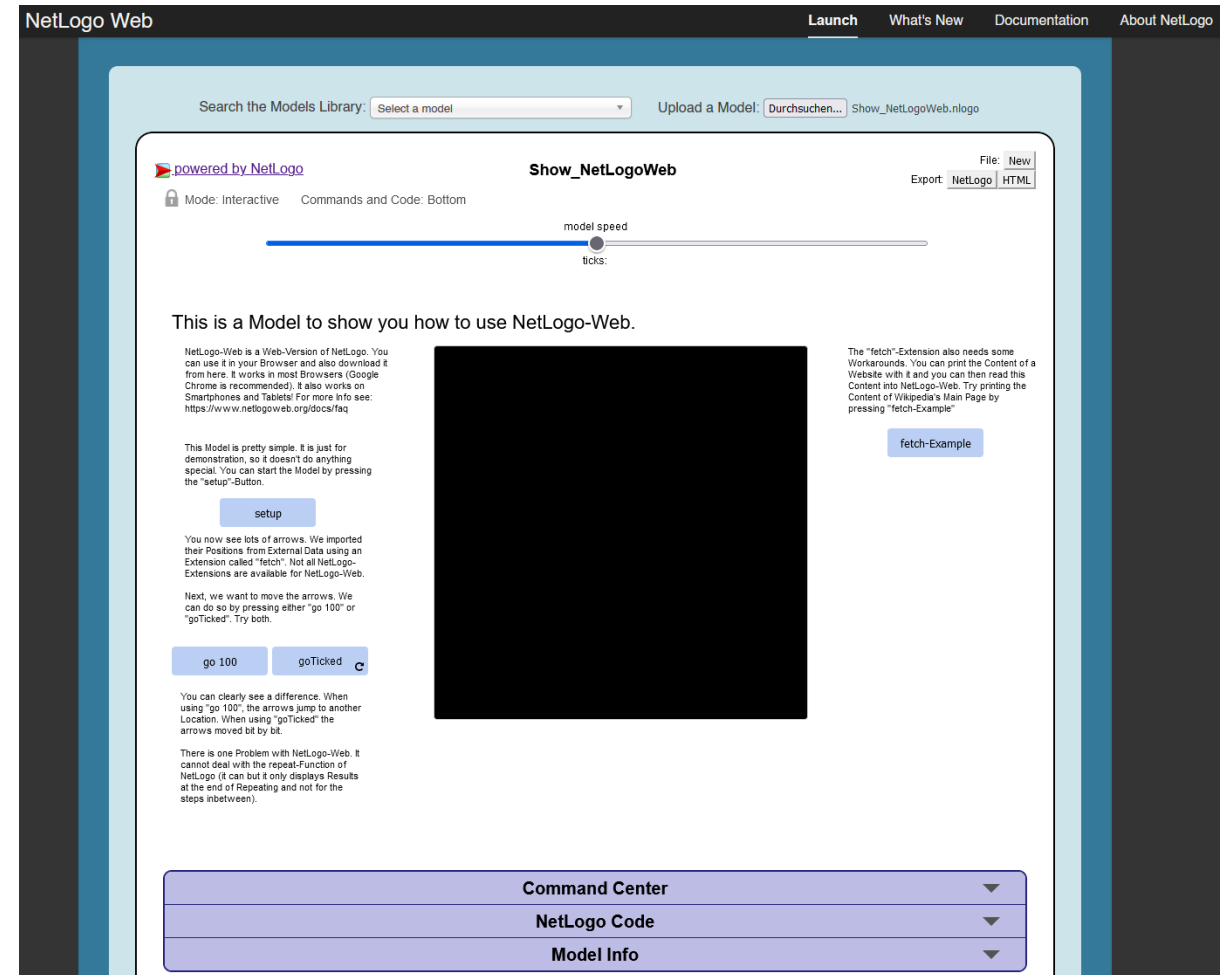 NetLogo Web
Launch What's New Documentation About NetLogo
Search the Models Library: Select a model Upload a Model: Durchsuchen... Show_NetLogoWeb.nlogo
powered by NetLogo
Show_NetLogoWeb
File: New
Export: NetLogo HTML
Mode: Interactive Commands and Code: Bottom
model speed
ticks:
This is a Model to show you how to use NetLogo-Web.
NetLogo-Web is a Web-Version of NetLogo. You
can use it in your Browser and also download it
from here. It works in most Browsers (Google
Chrome is recommended). It also works on
Smartphones and Tablets! For more Info see:
https://www.netlogoweb.org/docs/faq
This Model is pretty simple. It is just for
demonstration, so it doesn't do anything
special. You can start the Model by pressing
the "setup"-Button.
setup
You now see lots of arrows. We imported
their Positions from External Data using an
Extension called "fetch". Not all NetLogo-
Extensions are available for NetLogo-Web.
Next, we want to move the arrows. We
can do so by pressing either "go 100" or
"goTicked". Try both.
go 100 goTicked
You can clearly see a difference. When
using "go 100", the arrows jump to another
Location. When using "goTicked" the
arrows moved bit by bit.
There is one Problem with NetLogo-Web. It
cannot deal with the repeat-Function of
NetLogo (it can but it only displays Results
at the end of Repeating and not for the
steps inbetween).
The "fetch"-Extension also needs some
Workarounds. You can print the Content of a
Website with it and you can then read this
Content into NetLogo-Web. Try printing the
Content of Wikipedia's Main Page by
pressing "fetch-Example"
fetch-Example
Command Center
NetLogo Code
Model Info